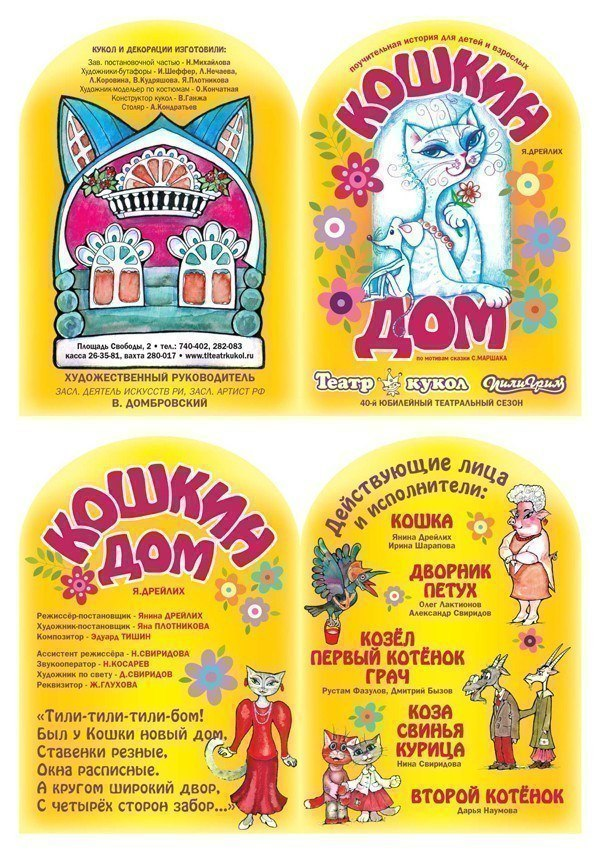 КУКОЛ И ДЕКОРАЦИИ ИЗГОТОВИЛИ:
Зав. постановочной частью - Н.Михайлова
Художники-бутафоры - И.Шеффер, Л.Нечаева,
Л.Коровина, В.Кудряшова. Я.Плотникова
Художник-модельер по костюмам - О.Кончатная
Конструктор кукол - В.Ганжа
Столяр - А.Кондратьев
Площадь Свободы, 2 • тел.: 740-402, 282-083
касса 26-35-81, вахта 280-017 • www.tlteatrkukol.ru
ХУДОЖЕСТВЕННЫЙ РУКОВОДИТЕЛЬ
ЗАСЛ. ДЕЯТЕЛЬ ИСКУССТВ РИ, ЗАСЛ. АРТИСТ РФ
В. ДОМБРОВСКИЙ
поучительная история для детей и взрослых
КОШКИН
Я.ДРЕЙЛИХ
ДОМ
по мотивам сказки С.МАРШАКА
Театр кукол
Пилигрим
40-й ЮБИЛЕЙНЫЙ ТЕАТРАЛЬНЫЙ СЕЗОН
КОШКИН
ДОМ
Я.ДРЕЙЛИХ
Режиссёр-постановщик - Янина ДРЕЙЛИХ
Художник-постановщик - Яна ПЛОТНИКОВА
Композитор - Эдуард ТИШИН
Ассистент режиссёра - Н.СВИРИДОВА
Звукооператор - Н.КОСАРЕВ
Художник по свету - Д.СВИРИДОВ
Реквизитор - Ж.ГЛУХОВА
«Тили-тили-тили-бом!
Был у Кошки новый дом,
Ставенки резные,
Окна расписные.
А кругом широкий двор,
С четырёх сторон забор...»
Действующие лица
и исполнители:
КОШКА
Янина Дрейлих
Ирина Шарапова
ДВОРНИК
ПЕТУХ
Олег Лактионов
Александр Свиридов
КОЗЁЛ
ПЕРВЫЙ КОТЁНОК
ГРАЧ
Рустам Фазулов, Дмитрий Бызов
КОЗА
СВИНЬЯ
КУРИЦА
Нина Свиридова
ВТОРОЙ КОТЁНОК
Дарья Наумова